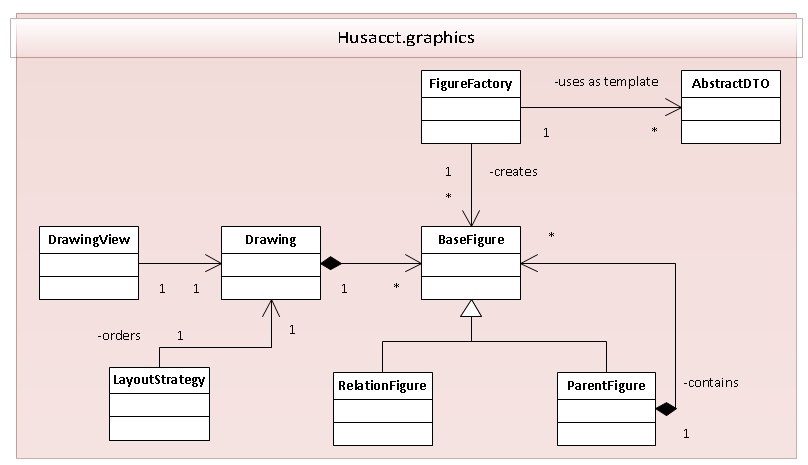 Husacct.graphics
FigureFactory
-uses as template
AbstractDTO
1
*
1
-creates
*
DrawingView
Drawing
BaseFigure
*
1
1
1
*
-orders
1
1
LayoutStrategy
RelationFigure
ParentFigure
-contains
1